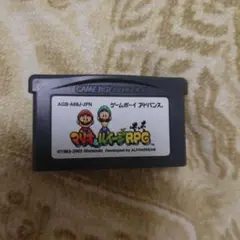 GAME BOY ADVANCE
AGB-A88J-JPN
ゲームボーイアドバンス
マリオ&ルイージRPG
©2003 Nintendo Developed by ALPHADREAM